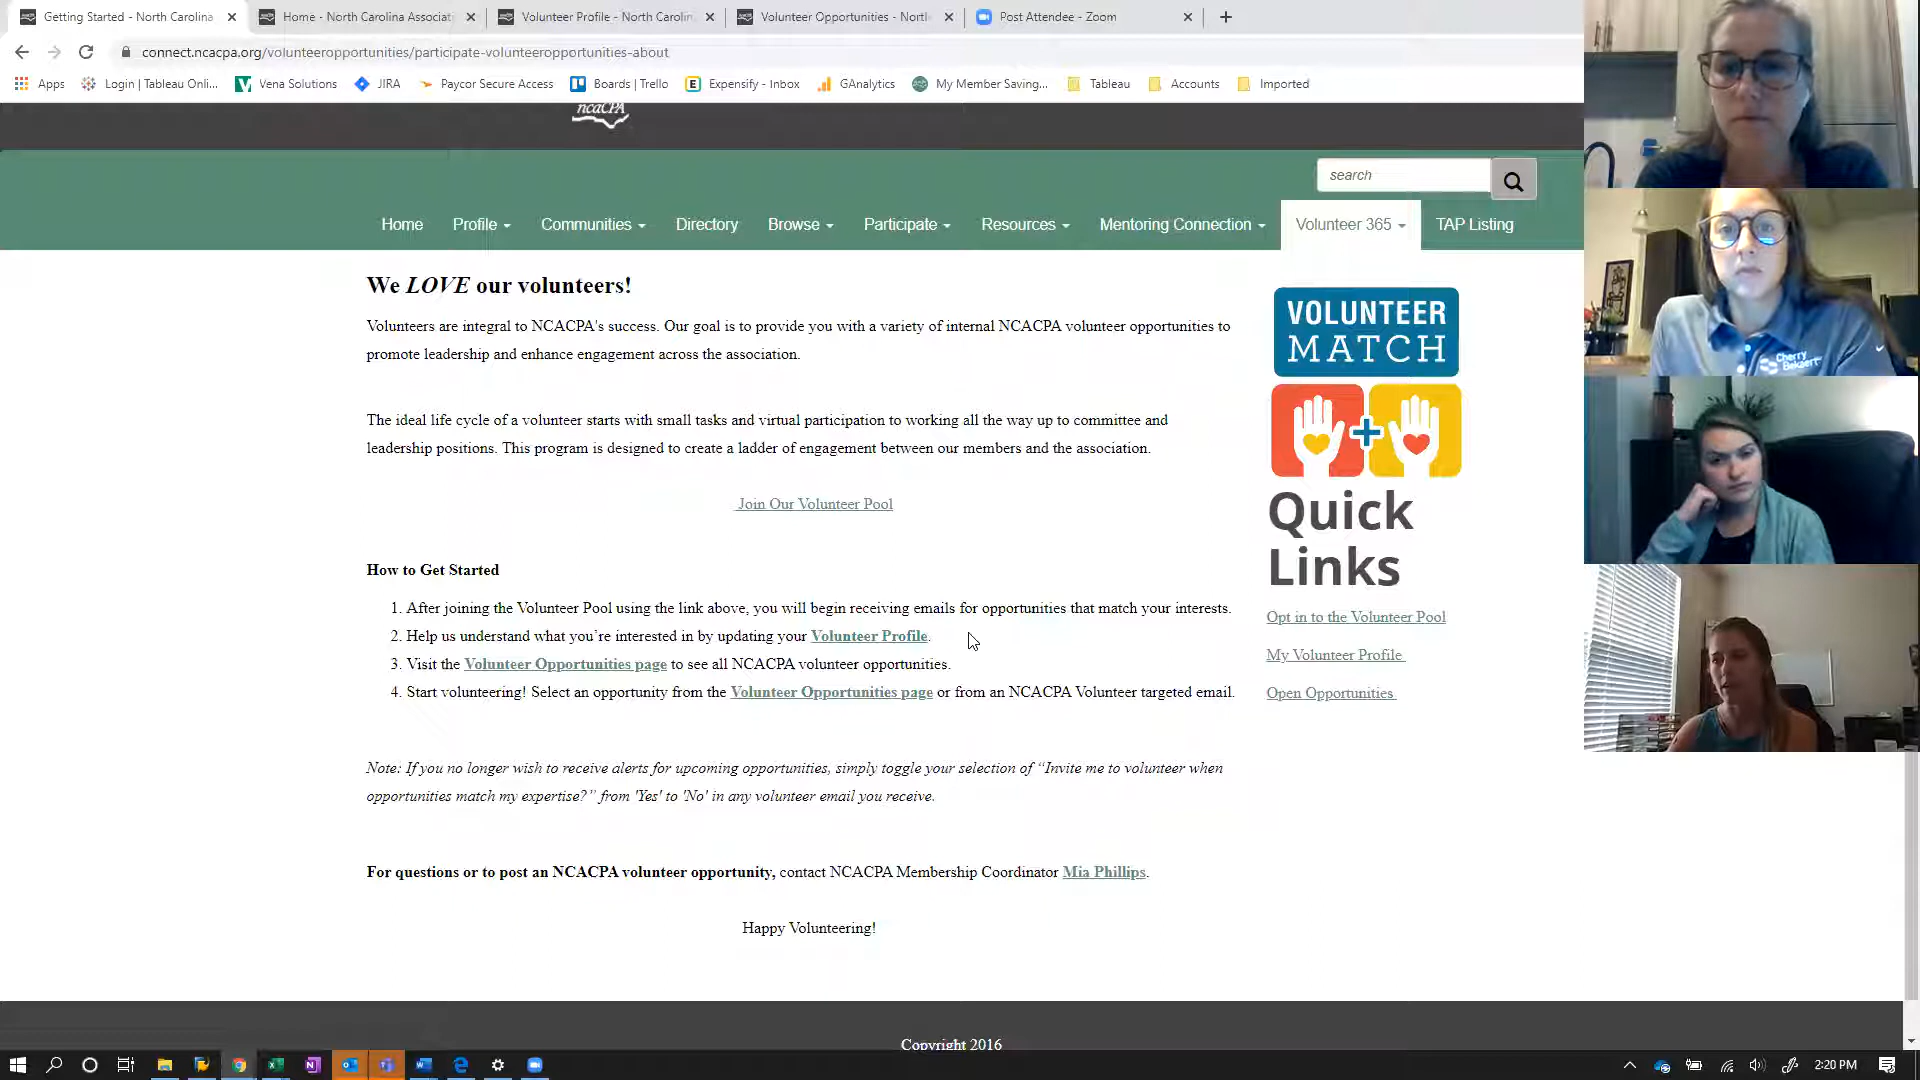 Getting Started - North Carolina
Home - North Carolina Associat
Volunteer Profile - North Carolin
Volunteer Opportunities - North
Post Attendee - Zoom
connect.ncacpa.org/volunteeropportunities/participate-volunteeropportunities-about
Apps
Login | Tableau Onli...
Vena Solutions
JIRA
Paycor Secure Access
Boards | Trello
Expensify - Inbox
GAnalytics
My Member Saving...
Tableau
Accounts
Imported
ncaCPA
search
Home
Profile
Communities
Directory
Browse
Participate
Resources
Mentoring Connection
Volunteer 365
TAP Listing
We LOVE our volunteers!
Volunteers are integral to NCACPA's success. Our goal is to provide you with a variety of internal NCACPA volunteer opportunities to
promote leadership and enhance engagement across the association.
The ideal life cycle of a volunteer starts with small tasks and virtual participation to working all the way up to committee and
leadership positions. This program is designed to create a ladder of engagement between our members and the association.
Join Our Volunteer Pool
How to Get Started
1. After joining the Volunteer Pool using the link above, you will begin receiving emails for opportunities that match your interests.
2. Help us understand what you’re interested in by updating your Volunteer Profile.
3. Visit the Volunteer Opportunities page to see all NCACPA volunteer opportunities.
4. Start volunteering! Select an opportunity from the Volunteer Opportunities page or from an NCACPA Volunteer targeted email.
Note: If you no longer wish to receive alerts for upcoming opportunities, simply toggle your selection of “Invite me to volunteer when
opportunities match my expertise?” from 'Yes' to 'No' in any volunteer email you receive.
For questions or to post an NCACPA volunteer opportunity, contact NCACPA Membership Coordinator Mia Phillips.
Happy Volunteering!
VOLUNTEER
MATCH
Quick
Links
Opt in to the Volunteer Pool
My Volunteer Profile
Open Opportunities
Cherry
Bekaert
Copyright 2016
2:20 PM